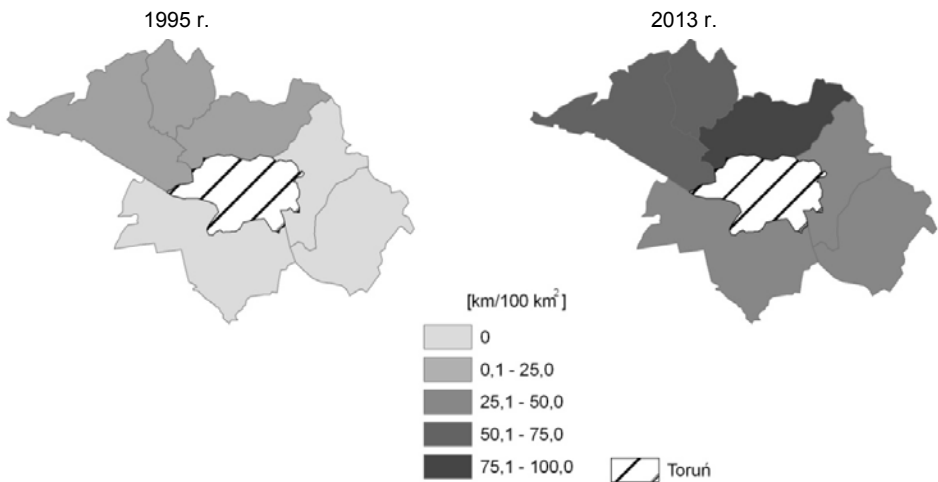 1995 r.
2013 r.
[km/100 km²]
0
0,1 - 25,0
25,1 - 50,0
50,1 - 75,0
75,1 - 100,0
Toruń